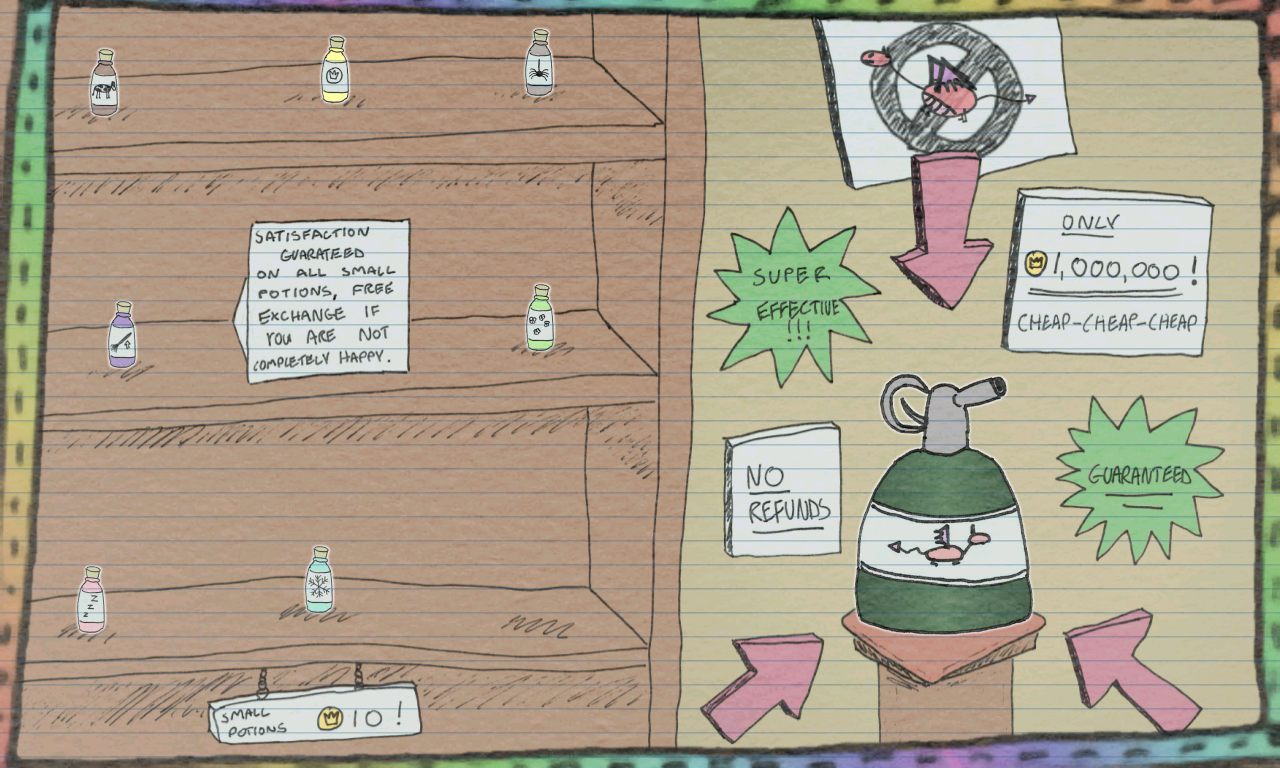 SATISFACTION
GUARATEED
ON ALL SMALL
POTIONS, FREE
EXCHANGE IF
YOU ARE NOT
COMPLETELY HAPPY.
Z
Z
Z
SMALL
POTIONS
10!
ONLY
1,000,000!
CHEAP-CHEAP-CHEAP
SUPER
EFFECTIVE
!!!
NO
REFUNDS
GUARANTEED